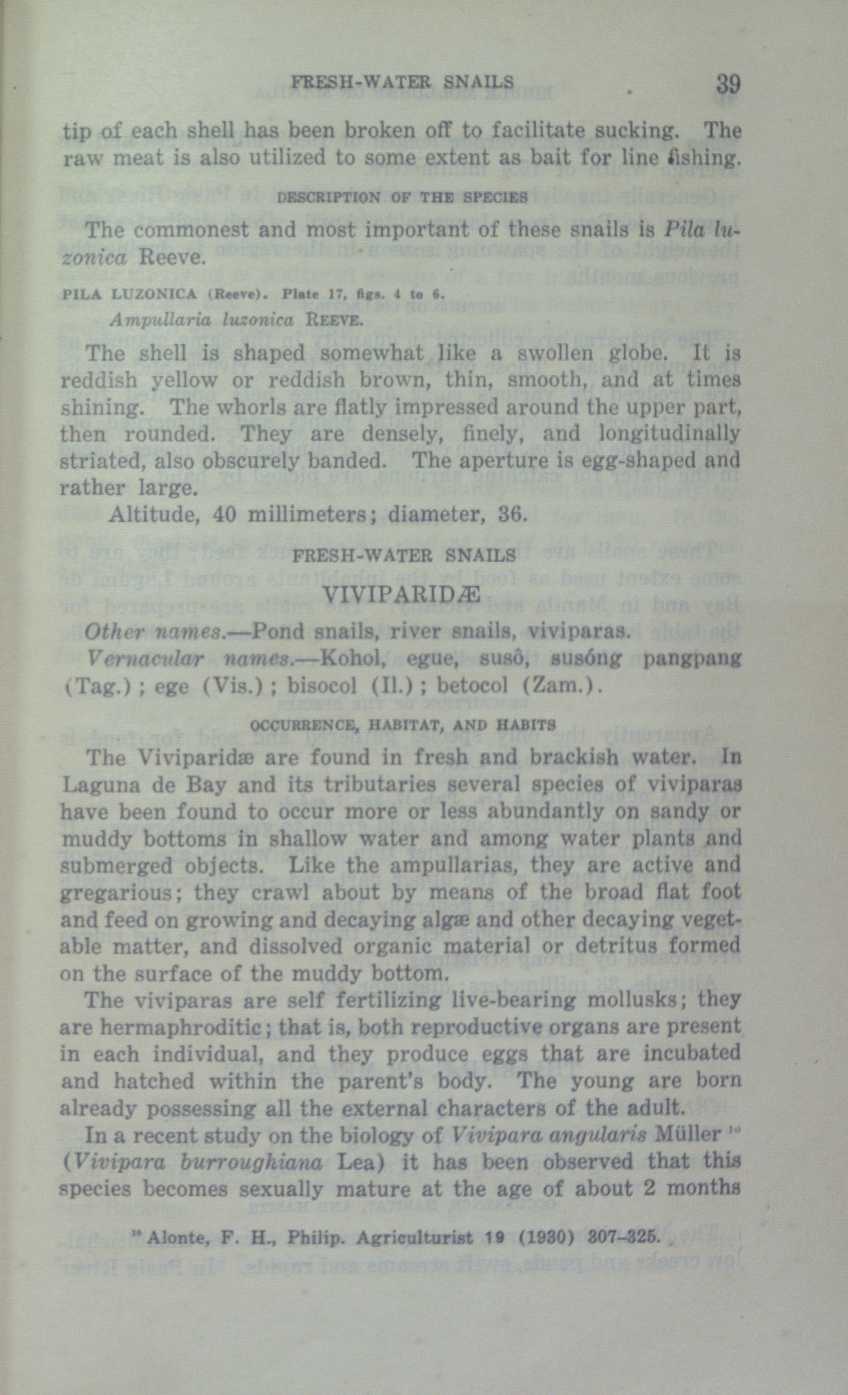 FRESH-WATER SNAILS 39
tip of each shell has been broken off to facilitate sucking. The
raw meat is also utilized to some extent as bait for line fishing.
DESCRIPTION OF THE SPECIES
The commonest and most important of these snails is Pila lu-
zonica Reeve.
PILA LUZONICA (Reeve). Plate 17, figs. 4 to 6.
Ampullaria luzonica REEVE.
The shell is shaped somewhat like a swollen globe. It is
reddish yellow or reddish brown, thin, smooth, and at times
shining. The whorls are flatly impressed around the upper part,
then rounded. They are densely, finely, and longitudinally
striated, also obscurely banded. The aperture is egg-shaped and
rather large.
Altitude, 40 millimeters; diameter, 36.
FRESH-WATER SNAILS
VIVIPARIDÆ
Other names.—Pond snails, river snails, viviparas.
Vernacular names.—Kohol, egue, susô, susóng pangpang
(Tag.) ; ege (Vis.) ; bisocol (Il.) ; betocol (Zam.).
OCCURRENCE, HABITAT, AND HABITS
The Viviparidæ are found in fresh and brackish water. In
Laguna de Bay and its tributaries several species of viviparas
have been found to occur more or less abundantly on sandy or
muddy bottoms in shallow water and among water plants and
submerged objects. Like the ampullarias, they are active and
gregarious; they crawl about by means of the broad flat foot
and feed on growing and decaying algæ and other decaying veget-
able matter, and dissolved organic material or detritus formed
on the surface of the muddy bottom.
The viviparas are self fertilizing live-bearing mollusks; they
are hermaphroditic; that is, both reproductive organs are present
in each individual, and they produce eggs that are incubated
and hatched within the parent's body. The young are born
already possessing all the external characters of the adult.
In a recent study on the biology of Vivipara angularis Müller ¹⁰
(Vivipara burroughiana Lea) it has been observed that this
species becomes sexually mature at the age of about 2 months
¹⁰ Alonte, F. H., Philip. Agriculturist 19 (1930) 307–325.